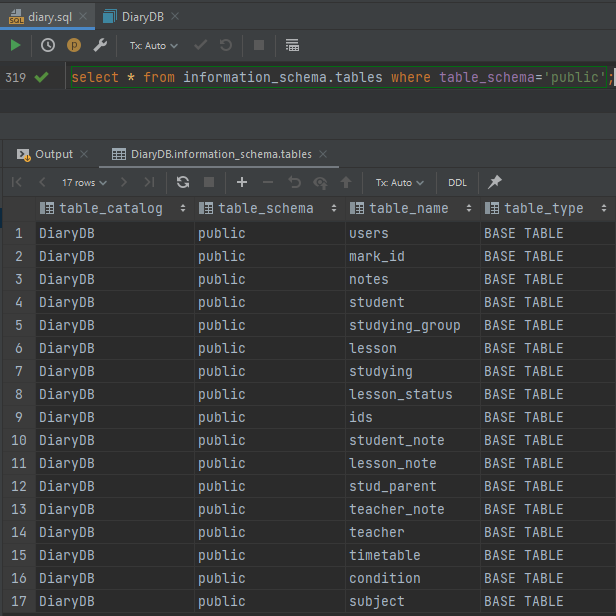 diary.sql DiaryDB
Tx: Auto
319 select * from information_schema.tables where table_schema='public';
Output DiaryDB.information_schema.tables
17 rows Tx: Auto DDL
table_catalog table_schema table_name table_type
1 DiaryDB public users BASE TABLE
2 DiaryDB public mark_id BASE TABLE
3 DiaryDB public notes BASE TABLE
4 DiaryDB public student BASE TABLE
5 DiaryDB public studying_group BASE TABLE
6 DiaryDB public lesson BASE TABLE
7 DiaryDB public studying BASE TABLE
8 DiaryDB public lesson_status BASE TABLE
9 DiaryDB public ids BASE TABLE
10 DiaryDB public student_note BASE TABLE
11 DiaryDB public lesson_note BASE TABLE
12 DiaryDB public stud_parent BASE TABLE
13 DiaryDB public teacher_note BASE TABLE
14 DiaryDB public teacher BASE TABLE
15 DiaryDB public timetable BASE TABLE
16 DiaryDB public condition BASE TABLE
17 DiaryDB public subject BASE TABLE